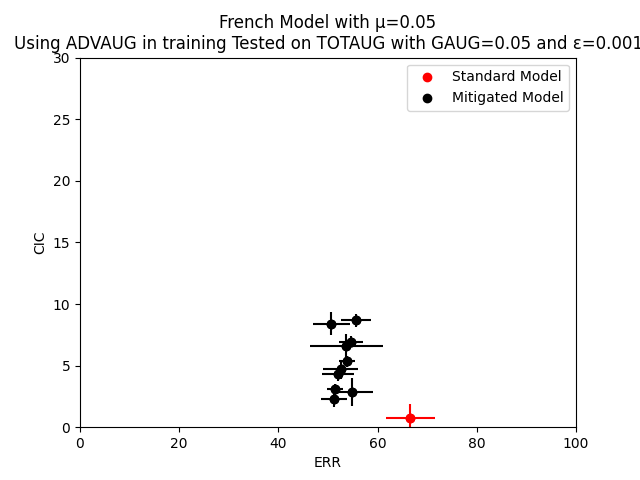 French Model with μ=0.05
Using ADVAUG in training Tested on TOTAUG with GAUG=0.05 and ε=0.001
Standard Model
Mitigated Model
30
25
20
15
10
5
0
CIC
0 20 40 60 80 100
ERR